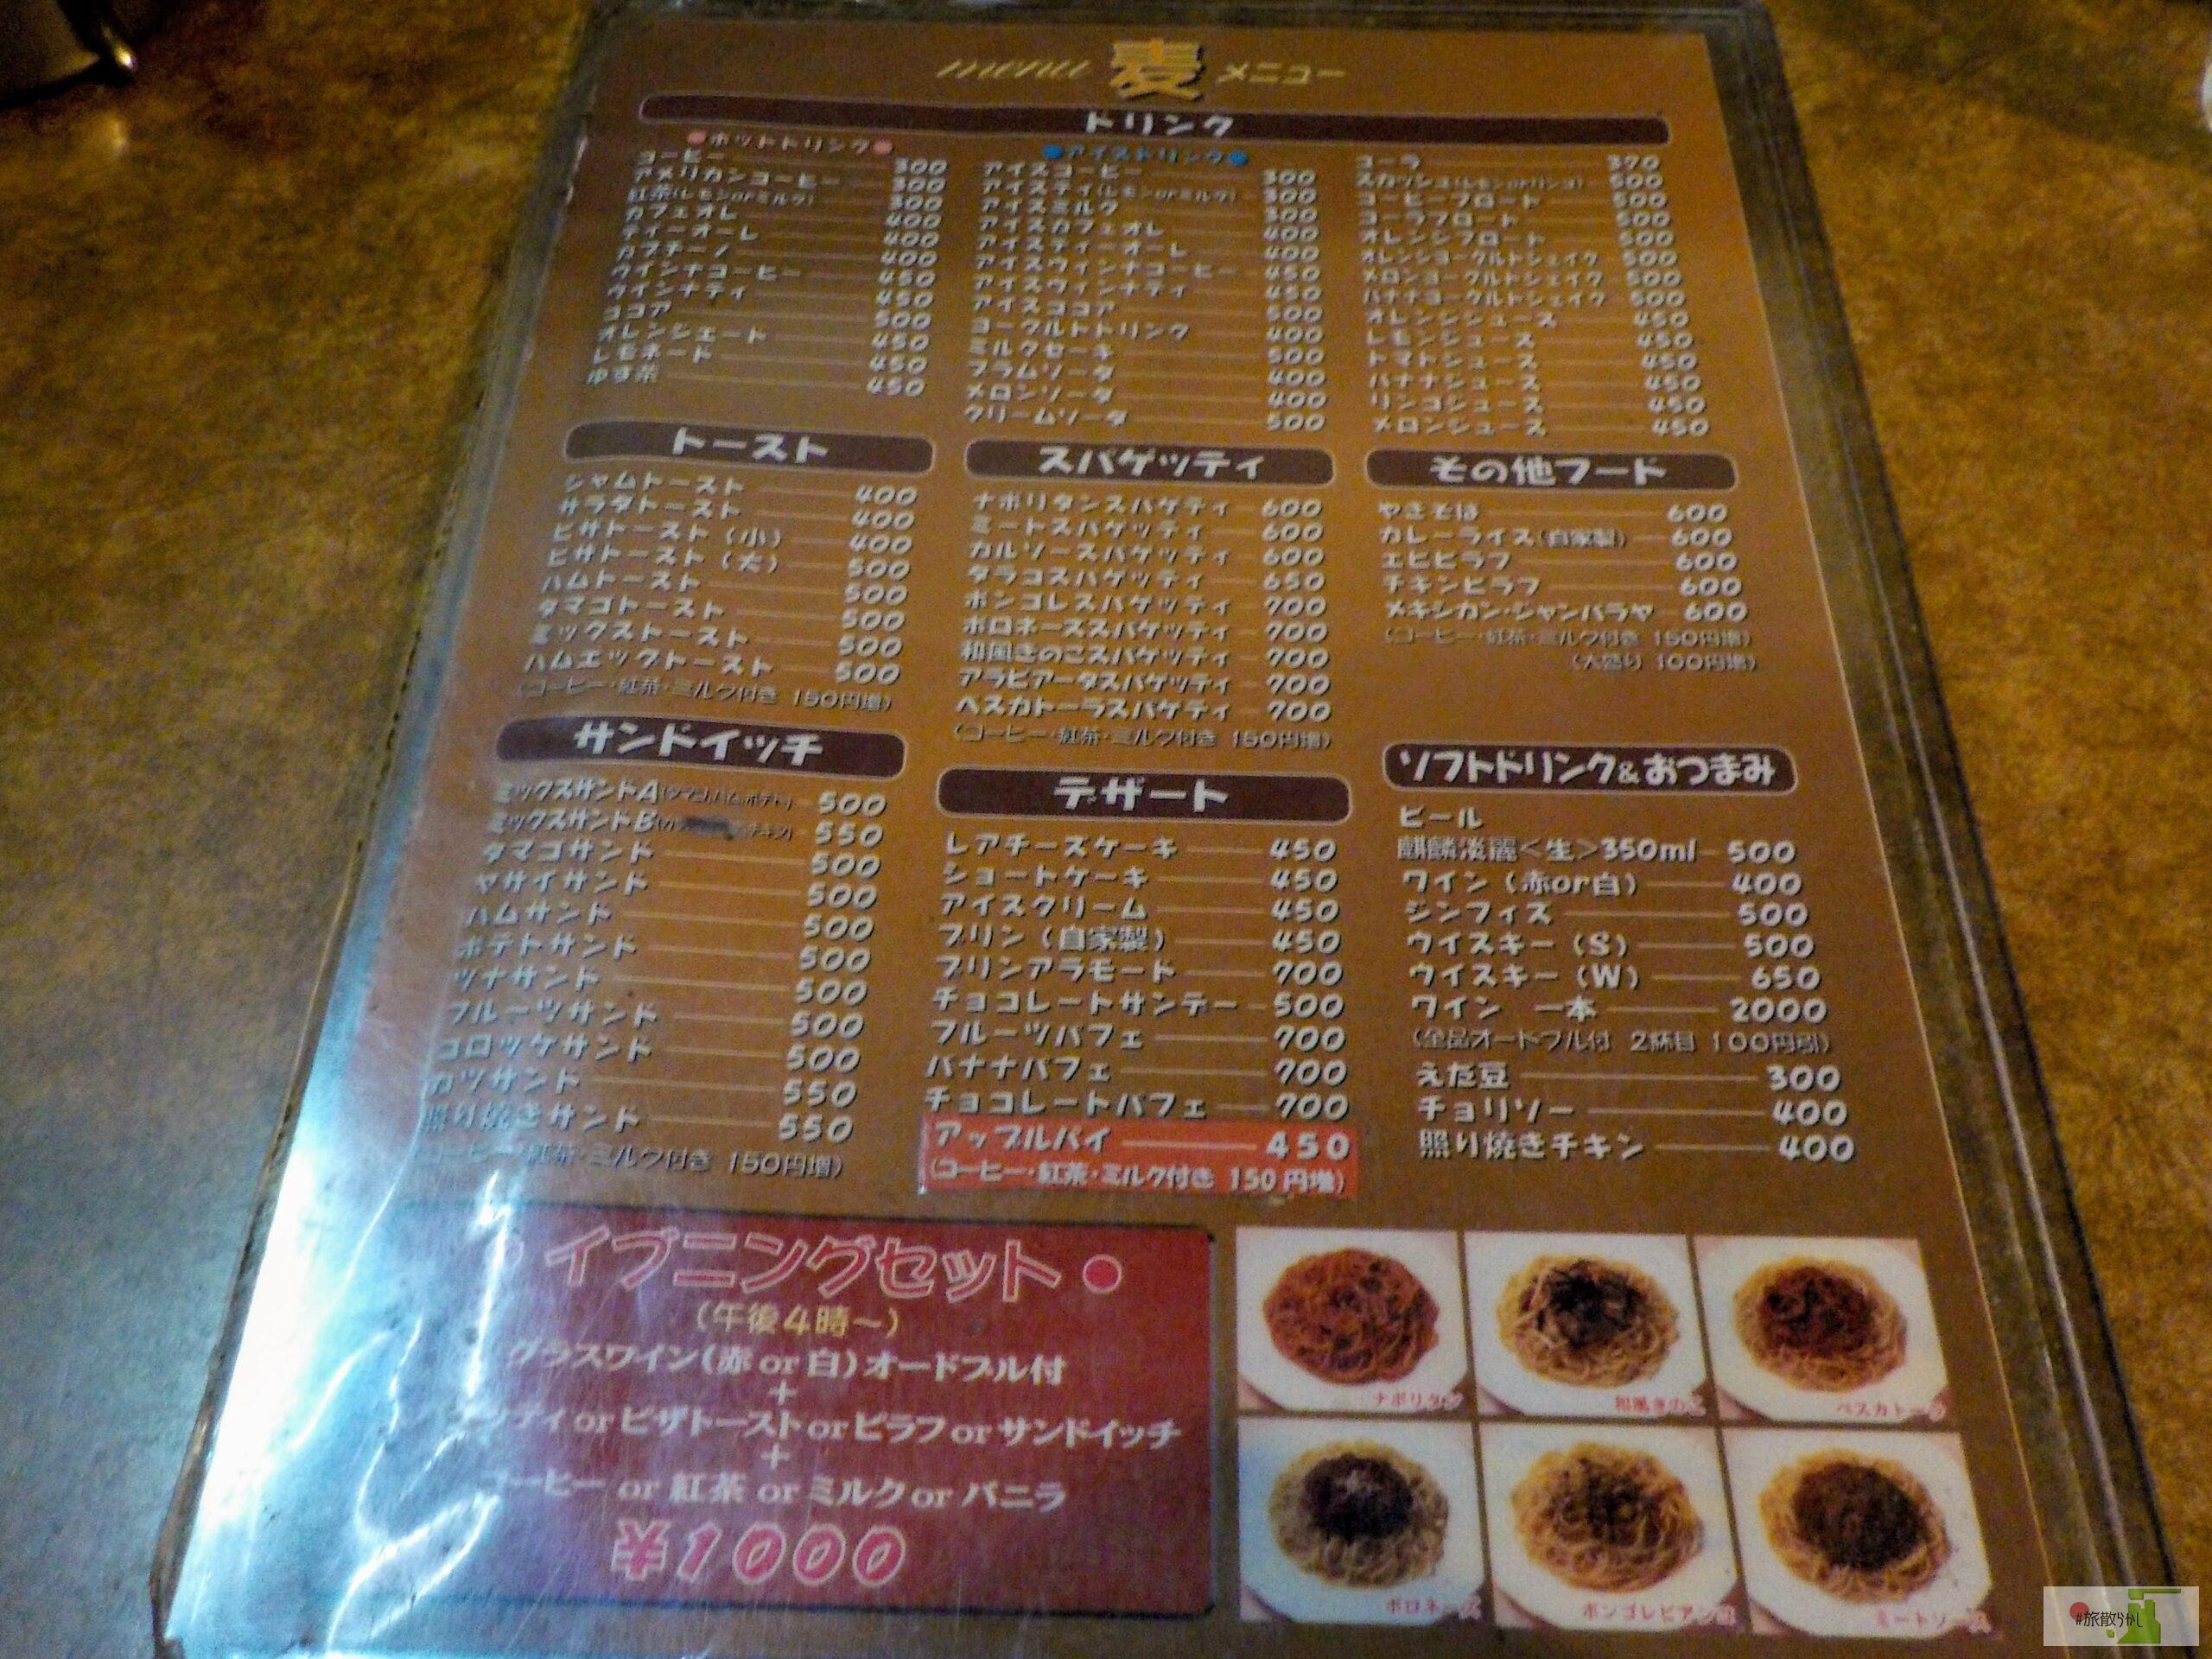 menu 麦 メニュー
ドリンク
●ホットドリンク●
コーヒー 300
アメリカンコーヒー 300
紅茶(レモンorミルク) 300
カフェオレ 400
ティーオーレ 400
カプチーノ 400
ウインナコーヒー 450
ウインナティ 450
ココア 500
オレンジエード 450
レモネード 450
ゆず茶 450
●アイスドリンク●
アイスコーヒー 300
アイスティ(レモンorミルク) 300
アイスミルク 300
アイスカフェオレ 400
アイスティーオーレ 400
アイスウィンナコーヒー 450
アイスウィンナティ 450
アイスココア 500
ヨーグルトドリンク 400
ミルクセーキ 500
プラムソーダ 400
メロンソーダ 400
クリームソーダ 500
コーラ 370
スカッシュ(レモンorリンゴ) 500
コーヒーフロート 500
コーラフロート 500
オレンジフロート 500
オレンジヨーグルトシェイク 500
メロンヨーグルトシェイク 500
バナナヨーグルトシェイク 500
オレンジジュース 450
レモンジュース 450
トマトジュース 450
バナナジュース 450
リンゴジュース 450
メロンジュース 450
トースト
ジャムトースト 400
サラダトースト 400
ピザトースト(小) 400
ピザトースト(大) 500
ハムトースト 500
タマゴトースト 500
ミックストースト 500
ハムエッグトースト 500
(コーヒー・紅茶・ミルク付き 150円増)
スパゲッティ
ナポリタンスパゲティ 600
ミートスパゲッティ 600
カルソースパゲッティ 600
タラコスパゲッティ 650
ボンゴレスパゲッティ 700
ボロネーズスパゲッティ 700
和風きのこスパゲッティ 700
アラビアータスパゲッティ 700
ペスカトーラスパゲティ 700
(コーヒー・紅茶・ミルク付き 150円増)
その他フード
やきそば 600
カレーライス(自家製) 600
エビピラフ 600
チキンピラフ 600
メキシカン・ジャンバラヤ 600
(コーヒー・紅茶・ミルク付き 150円増)
(大盛り 100円増)
サンドイッチ
ミックスサンドA(タマゴ,ハム,ポテト) 500
ミックスサンドB 550
タマゴサンド 500
ヤサイサンド 500
ハムサンド 500
ポテトサンド 500
ツナサンド 500
フルーツサンド 500
コロッケサンド 500
カツサンド 550
照り焼きサンド 550
コーヒー・紅茶・ミルク付き 150円増)
デザート
レアチーズケーキ 450
ショートケーキ 450
アイスクリーム 450
プリン(自家製) 450
プリンアラモード 700
チョコレートサンデー 500
フルーツパフェ 700
バナナパフェ 700
チョコレートパフェ 700
アップルパイ 450
(コーヒー・紅茶・ミルク付き 150円増)
ソフトドリンク&おつまみ
ビール
麒麟淡麗<生>350ml 500
ワイン(赤or白) 400
ジンフィズ 500
ウイスキー(S) 500
ウイスキー(W) 650
ワイン 一本 2000
(全品オードブル付 2杯目 100円引)
えだ豆 300
チョリソー 400
照り焼きチキン 400
イブニングセット●
(午後4時~)
グラスワイン(赤 or 白)オードブル付
+
ティ or ピザトースト or ピラフ or サンドイッチ
+
コーヒー or 紅茶 or ミルク or バニラ
¥1000
ナポリタン
和風きのこ
ペスカトーラ
ボロネーズ
ボンゴレビアンコ
ミートソース
#旅散らかし